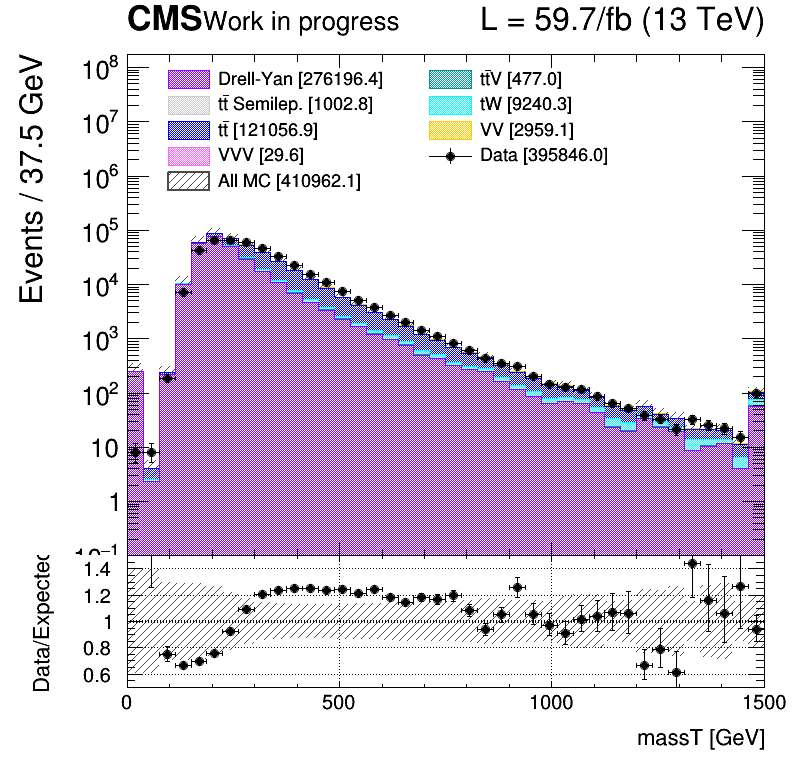 CMS Work in progress L = 59.7/fb (13 TeV)
Events / 37.5 GeV
10^8
10^7
10^6
10^5
10^4
10^3
10^2
10
1
10^−1
Drell-Yan [276196.4]
tt̄ Semilep. [1002.8]
tt̄ [121056.9]
VVV [29.6]
All MC [410962.1]
tt̄V [477.0]
tW [9240.3]
VV [2959.1]
Data [395846.0]
Data/Expected
1.4
1.2
1
0.8
0.6
0 500 1000 1500
massT [GeV]